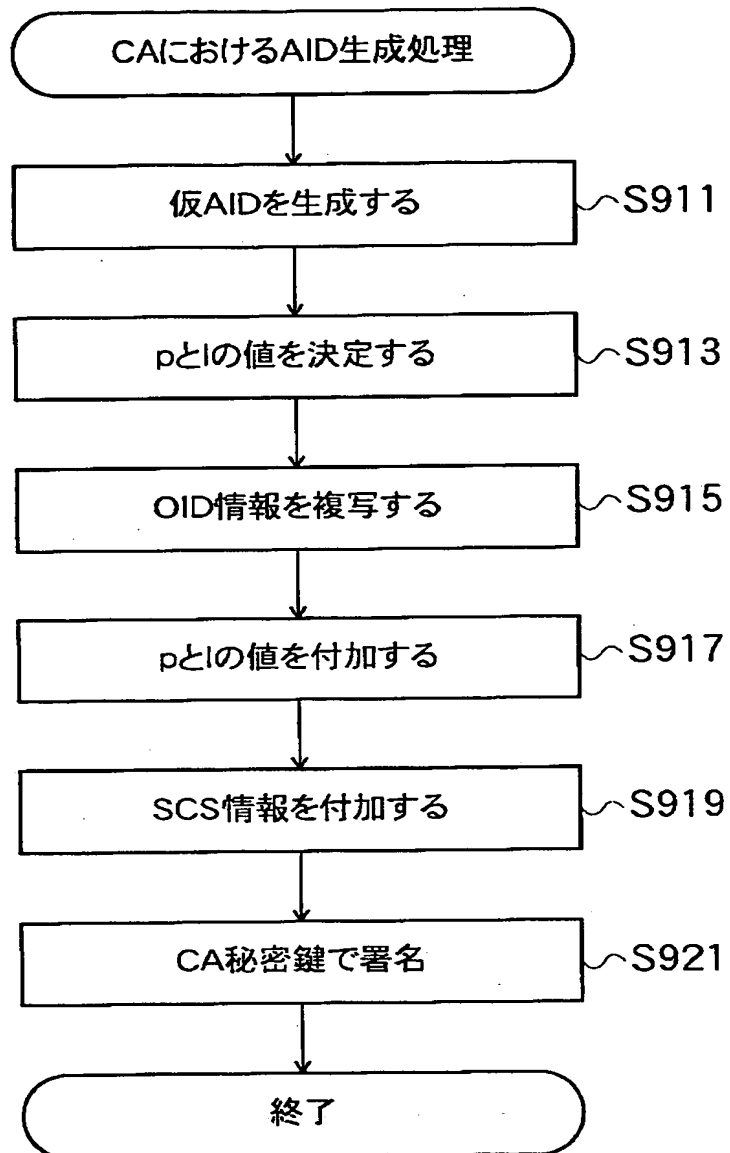 CAにおけるAID生成処理
仮AIDを生成する
S911
pとlの値を決定する
S913
OID情報を複写する
S915
pとlの値を付加する
S917
SCS情報を付加する
S919
CA秘密鍵で署名
S921
終了